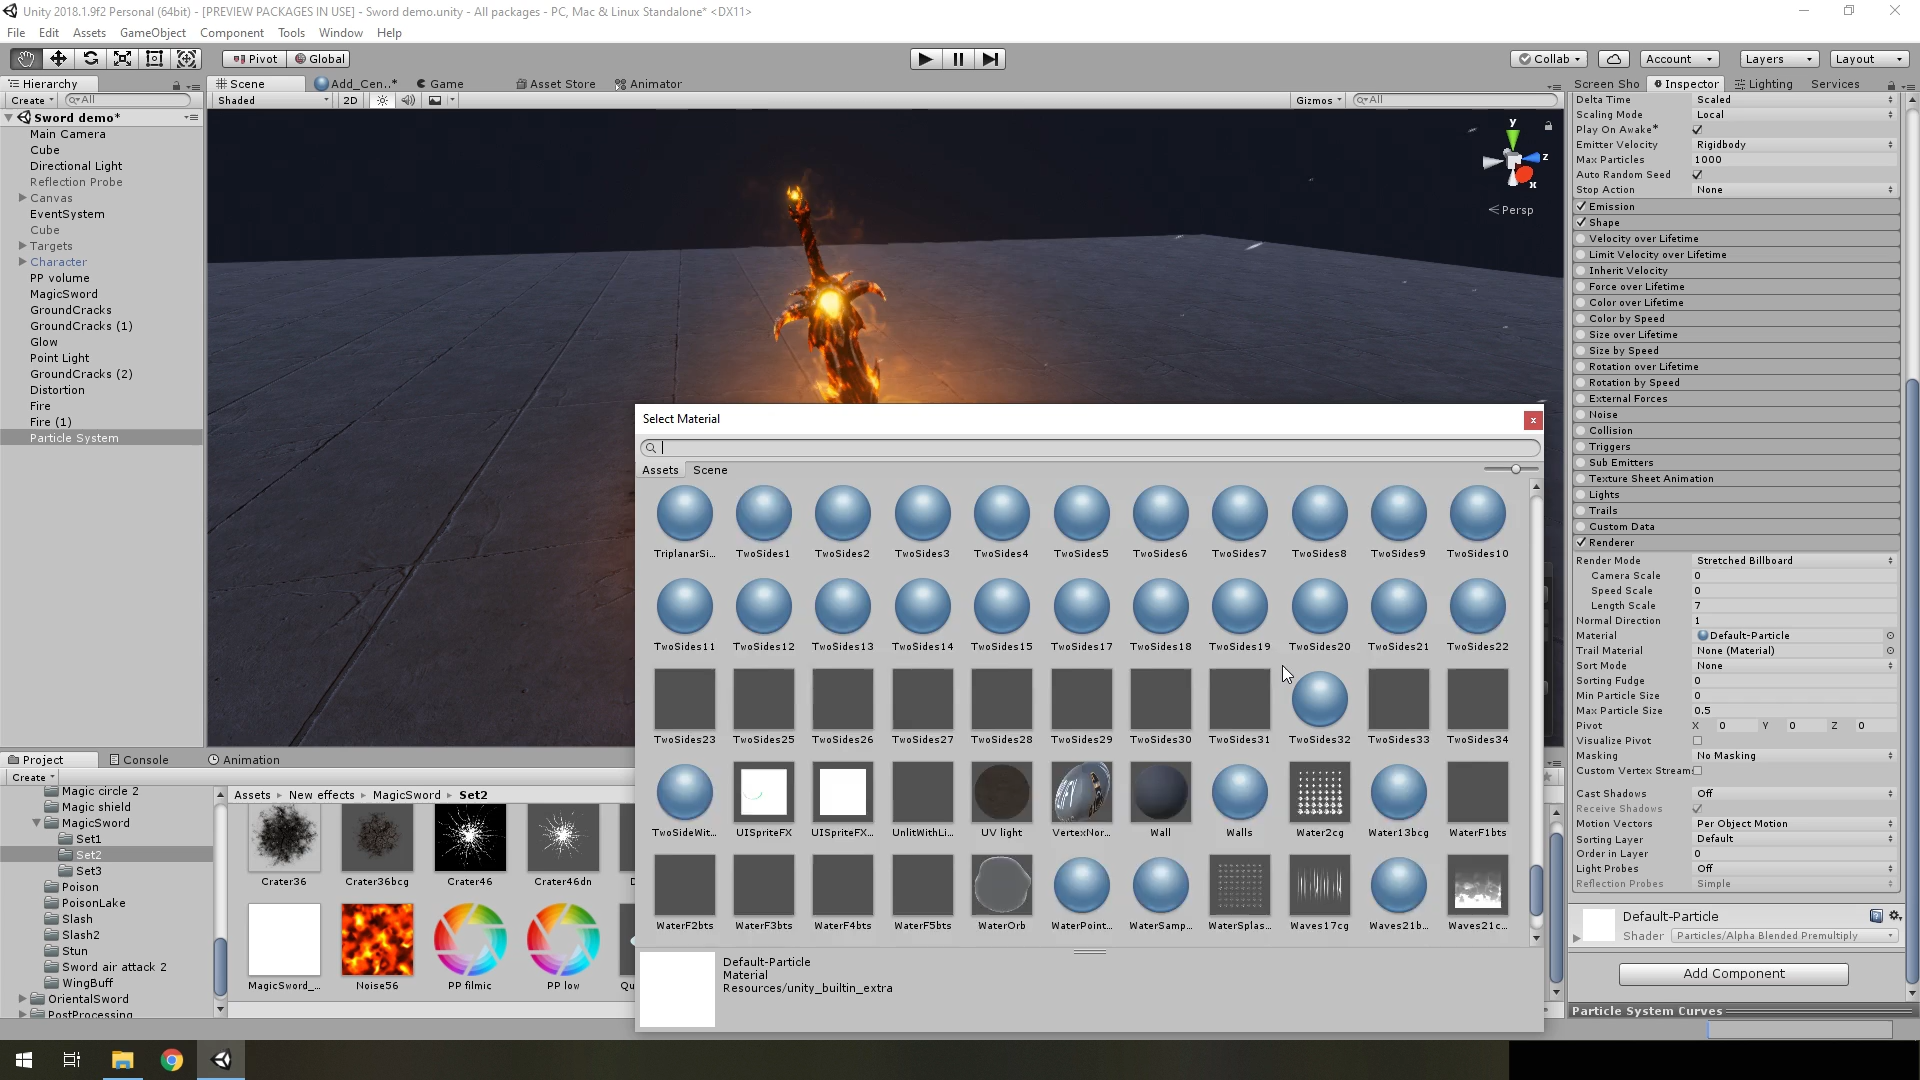 Unity 2018.1.9f2 Personal (64bit) - [PREVIEW PACKAGES IN USE] - Sword demo.unity - All packages - PC, Mac & Linux Standalone* <DX11>
File Edit Assets GameObject Component Tools Window Help
Pivot Global Collab Account Layers Layout
Hierarchy Scene Add_Cen..* Game Asset Store Animator Screen Sho Inspector Lighting Services
Create All Shaded 2D Gizmos All
Sword demo*
Main Camera
Cube
Directional Light
Reflection Probe
Canvas
EventSystem
Cube
Targets
Character
PP volume
MagicSword
GroundCracks
GroundCracks (1)
Glow
Point Light
GroundCracks (2)
Distortion
Fire
Fire (1)
Particle System
y
z
x
Persp
Delta Time Scaled
Scaling Mode Local
Play On Awake*
Emitter Velocity Rigidbody
Max Particles 1000
Auto Random Seed
Stop Action None
Emission
Shape
Velocity over Lifetime
Limit Velocity over Lifetime
Inherit Velocity
Force over Lifetime
Color over Lifetime
Color by Speed
Size over Lifetime
Size by Speed
Rotation over Lifetime
Rotation by Speed
External Forces
Noise
Collision
Triggers
Sub Emitters
Texture Sheet Animation
Lights
Trails
Custom Data
Renderer
Render Mode Stretched Billboard
Camera Scale 0
Speed Scale 0
Length Scale 7
Normal Direction 1
Material Default-Particle
Trail Material None (Material)
Sort Mode None
Sorting Fudge 0
Min Particle Size 0
Max Particle Size 0.5
Pivot X 0 Y 0 Z 0
Visualize Pivot
Masking No Masking
Custom Vertex Streams
Cast Shadows Off
Receive Shadows
Motion Vectors Per Object Motion
Sorting Layer Default
Order in Layer 0
Light Probes Off
Reflection Probes Simple
Default-Particle
Shader Particles/Alpha Blended Premultiply
Add Component
Particle System Curves
Select Material
x
Assets Scene
TriplanarSi... TwoSides1 TwoSides2 TwoSides3 TwoSides4 TwoSides5 TwoSides6 TwoSides7 TwoSides8 TwoSides9 TwoSides10
TwoSides11 TwoSides12 TwoSides13 TwoSides14 TwoSides15 TwoSides17 TwoSides18 TwoSides19 TwoSides20 TwoSides21 TwoSides22
TwoSides23 TwoSides25 TwoSides26 TwoSides27 TwoSides28 TwoSides29 TwoSides30 TwoSides31 TwoSides32 TwoSides33 TwoSides34
TwoSideWit... UISpriteFX UISpriteFX... UnlitWithLi... UV light VertexNor... Wall Walls Water2cg Water13bcg WaterF1bts
WaterF2bts WaterF3bts WaterF4bts WaterF5bts WaterOrb WaterPoint... WaterSamp... WaterSplas... Waves17cg Waves21b... Waves21c...
Default-Particle
Material
Resources/unity_builtin_extra
Project Console Animation
Create
Magic circle 2
Magic shield
MagicSword
Set1
Set2
Set3
Poison
PoisonLake
Slash
Slash2
Stun
Sword air attack 2
WingBuff
OrientalSword
PostProcessing
Assets New effects MagicSword Set2
Crater36 Crater36bcg Crater46 Crater46dn
MagicSword_... Noise56 PP filmic PP low